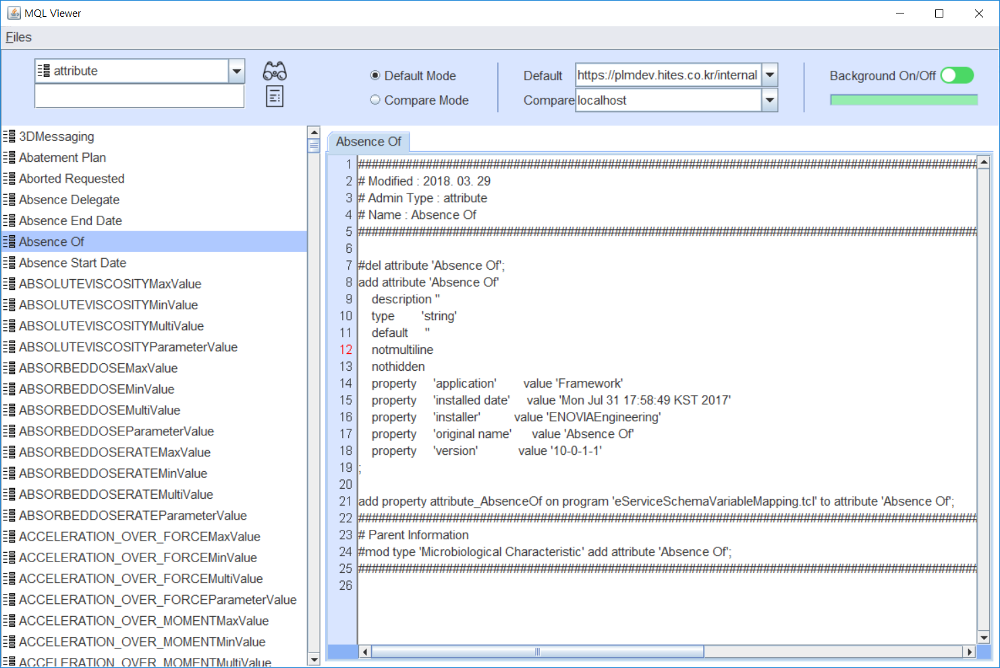 MQL Viewer
Files
attribute
Default Mode
Compare Mode
Default
https://plmdev.hites.co.kr/internal
Compare
localhost
Background On/Off
3DMessaging
Abatement Plan
Aborted Requested
Absence Delegate
Absence End Date
Absence Of
Absence Start Date
ABSOLUTEVISCOSITYMaxValue
ABSOLUTEVISCOSITYMinValue
ABSOLUTEVISCOSITYMultiValue
ABSOLUTEVISCOSITYParameterValue
ABSORBEDDOSEMaxValue
ABSORBEDDOSEMinValue
ABSORBEDDOSEMultiValue
ABSORBEDDOSEParameterValue
ABSORBEDDOSERATEMaxValue
ABSORBEDDOSERATEMinValue
ABSORBEDDOSERATEMultiValue
ABSORBEDDOSERATEParameterValue
ACCELERATION_OVER_FORCEMaxValue
ACCELERATION_OVER_FORCEMinValue
ACCELERATION_OVER_FORCEMultiValue
ACCELERATION_OVER_FORCEParameterValue
ACCELERATION_OVER_MOMENTMaxValue
ACCELERATION_OVER_MOMENTMinValue
ACCELERATION_OVER_MOMENTMultiValue
Absence Of
1 ################################################################################
2 # Modified : 2018. 03. 29
3 # Admin Type : attribute
4 # Name : Absence Of
5 ################################################################################
6
7 #del attribute 'Absence Of';
8 add attribute 'Absence Of'
9 description ''
10 type 'string'
11 default ''
12 notmultiline
13 nothidden
14 property 'application' value 'Framework'
15 property 'installed date' value 'Mon Jul 31 17:58:49 KST 2017'
16 property 'installer' value 'ENOVIAEngineering'
17 property 'original name' value 'Absence Of'
18 property 'version' value '10-0-1-1'
19 ;
20
21 add property attribute_AbsenceOf on program 'eServiceSchemaVariableMapping.tcl' to attribute 'Absence Of';
22 ################################################################################
23 # Parent Information
24 #mod type 'Microbiological Characteristic' add attribute 'Absence Of';
25 ################################################################################
26